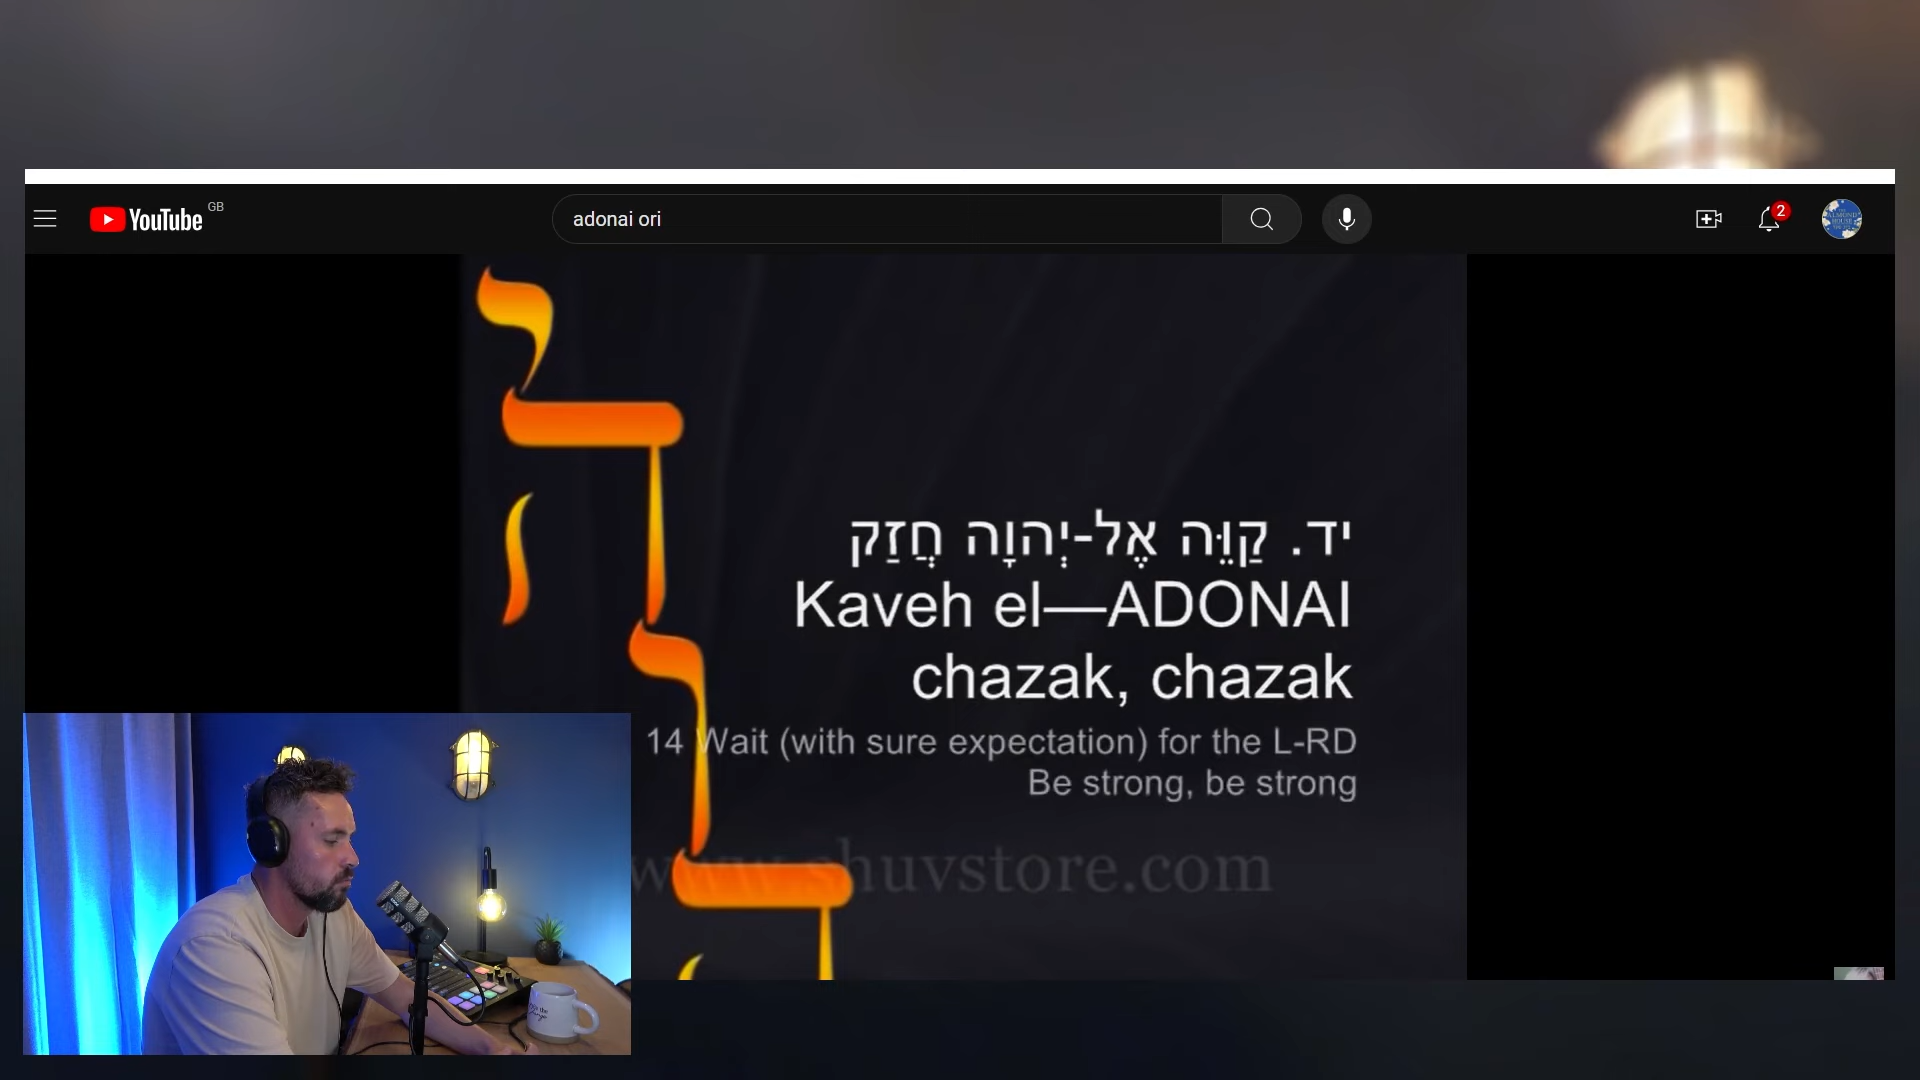 YouTube GB
adonai ori
2
יד. קַוֵּה אֶל-יְהוָה חֲזַק
Kaveh el—ADONAI
chazak, chazak
14 Wait (with sure expectation) for the L-RD
Be strong, be strong
www.shuvstore.com
י
ה
ו
ה